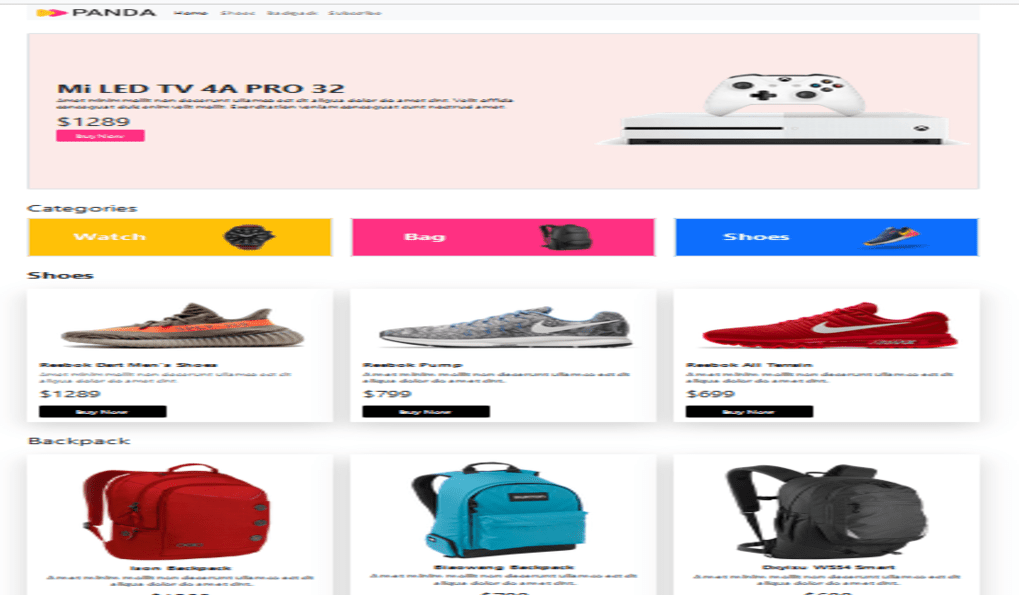 PANDA Home Shoes Backpack Subscribe
Mi LED TV 4A PRO 32
Amet minim mollit non deserunt ullamco est sit aliqua dolor do amet sint. Velit officia
consequat duis enim velit mollit. Exercitation veniam consequat sunt nostrud amet.
$1289
Buy Now
Categories
Watch
Bag
Shoes
Shoes
Reebok Dart Men's Shoes
Amet minim mollit non deserunt ullamco est sit
aliqua dolor do amet sint.
$1289
Buy Now
Reebok Pump
Amet minim mollit non deserunt ullamco est sit
aliqua dolor do amet sint.
$799
Buy Now
Reebok All Terrain
Amet minim mollit non deserunt ullamco est sit
aliqua dolor do amet sint.
$699
Buy Now
Backpack
Backpack
Amet minim mollit non deserunt ullamco est sit
aliqua dolor do amet sint.
BURTON
Backpack
Amet minim mollit non deserunt ullamco est sit
aliqua dolor do amet sint.
Smart
Amet minim mollit non deserunt ullamco est sit
aliqua dolor do amet sint.